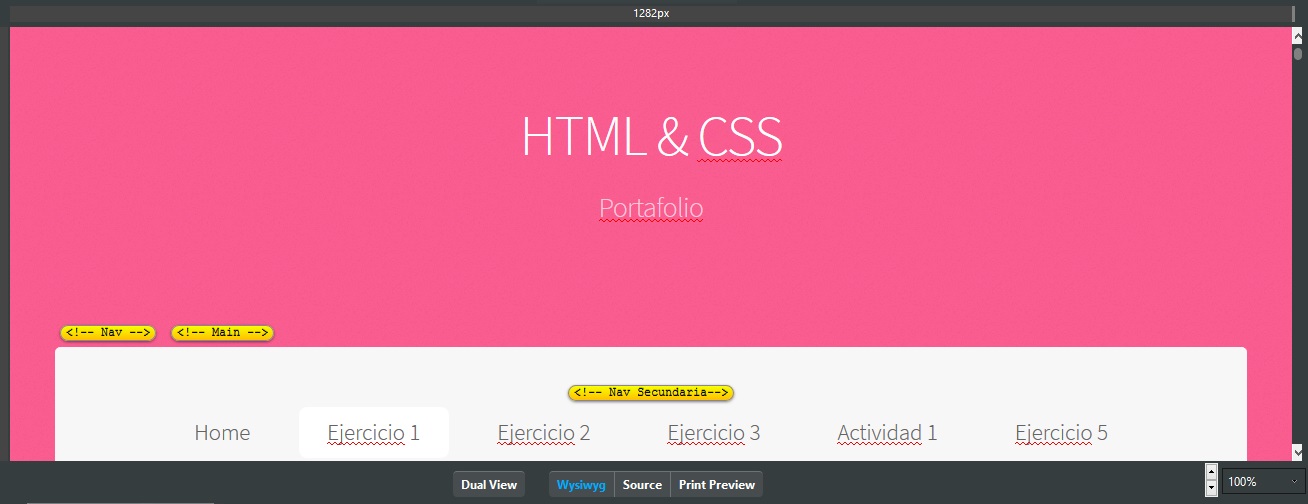 1282px
HTML & CSS
Portafolio
<!-- Nav --> <!-- Main -->
<!-- Nav Secundaria-->
Home Ejercicio 1 Ejercicio 2 Ejercicio 3 Actividad 1 Ejercicio 5
Dual View Wysiwyg Source Print Preview 100%